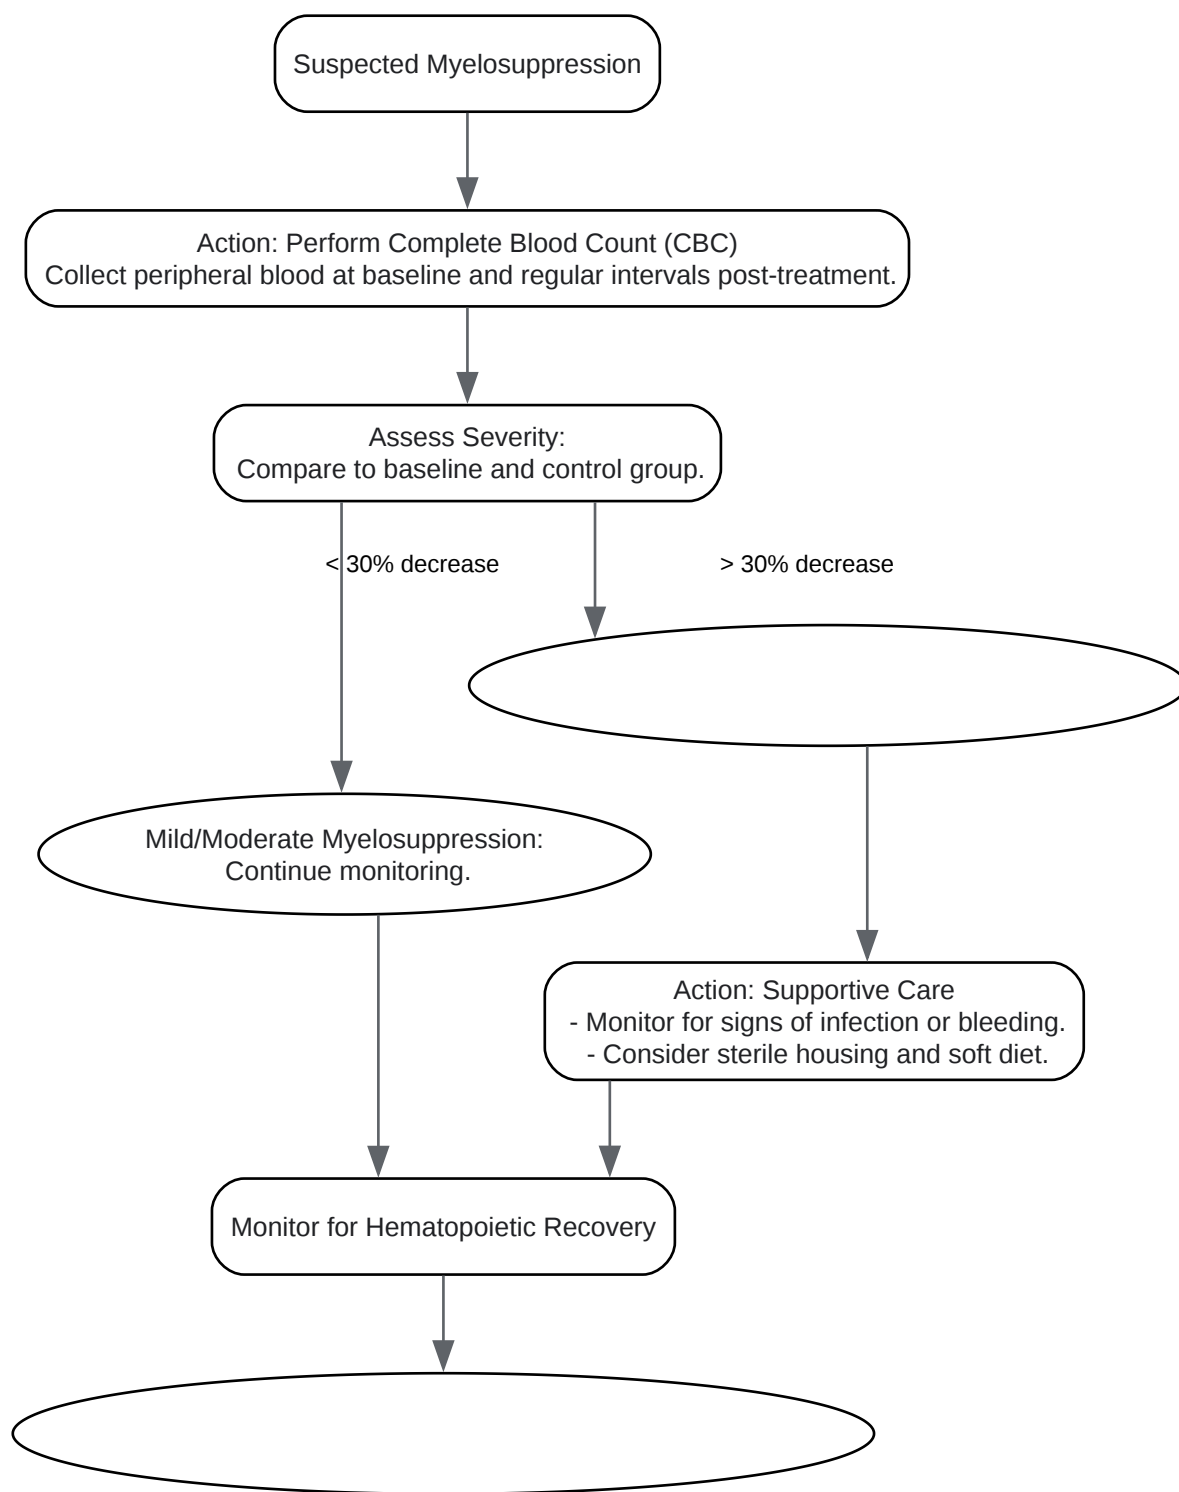 Suspected Myelosuppression
Action: Perform Complete Blood Count (CBC)
Collect peripheral blood at baseline and regular intervals post-treatment.
Assess Severity:
Compare to baseline and control group.
< 30% decrease
> 30% decrease
Mild/Moderate Myelosuppression:
Continue monitoring.
Action: Supportive Care
- Monitor for signs of infection or bleeding.
- Consider sterile housing and soft diet.
Monitor for Hematopoietic Recovery